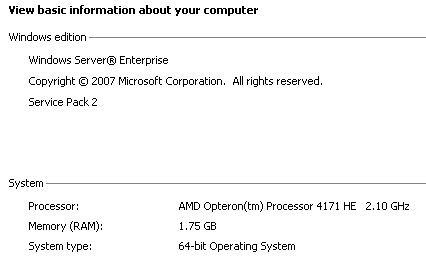 View basic information about your computer
Windows edition
Windows Server® Enterprise
Copyright © 2007 Microsoft Corporation. All rights reserved.
Service Pack 2
System
Processor: AMD Opteron(tm) Processor 4171 HE 2.10 GHz
Memory (RAM): 1.75 GB
System type: 64-bit Operating System